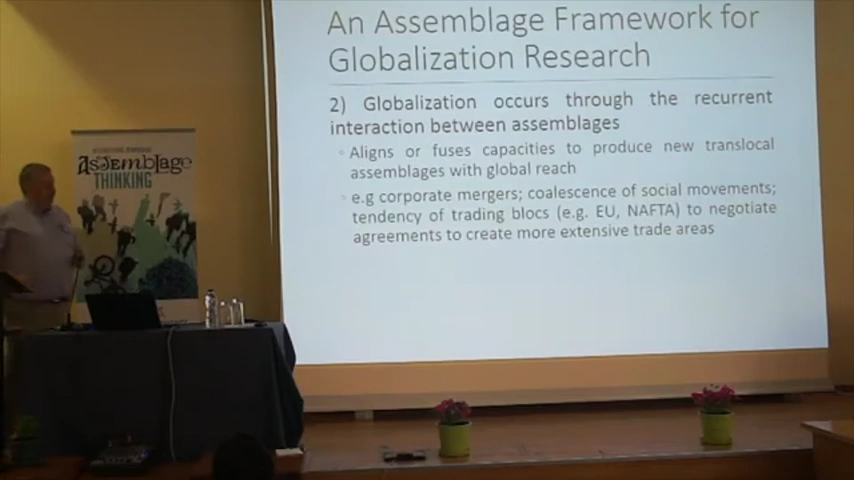 An Assemblage Framework for
Globalization Research
2) Globalization occurs through the recurrent
interaction between assemblages
Aligns or fuses capacities to produce new translocal
assemblages with global reach
e.g corporate mergers; coalescence of social movements;
tendency of trading blocs (e.g. EU, NAFTA) to negotiate
agreements to create more extensive trade areas
Assemblage
THINKING